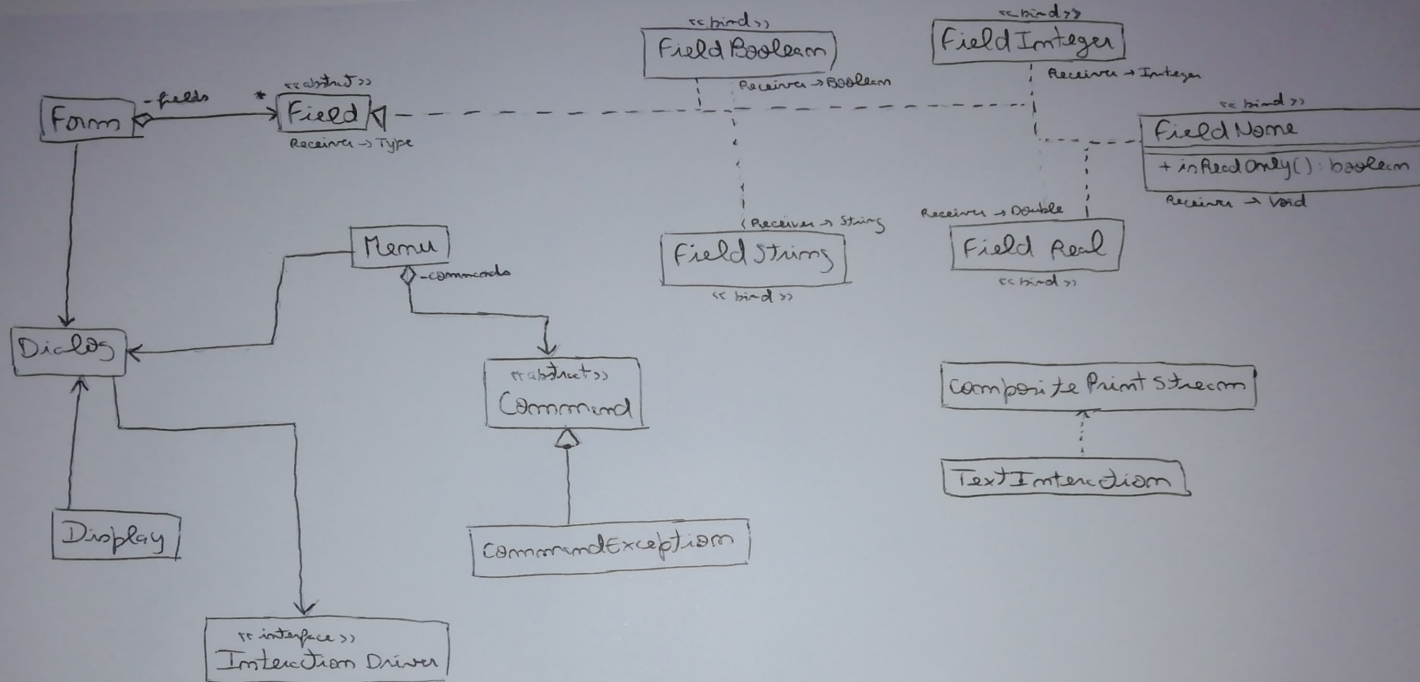 <<bind>>
FieldBoolean
Receiver → Boolean
<<bind>>
FieldInteger
Receiver → Integer
<<bind>>
FieldNone
+ isReadOnly(): boolean
Receiver → Void
Form
-fields
*
<<abstract>>
Field
Receiver → Type
Receiver → String
FieldString
<<bind>>
Receiver → Double
Field Real
<<bind>>
Menu
-commands
Dialog
<<abstract>>
Command
CompositePrintStream
TextInteraction
Display
CommandException
<<interface>>
Interaction Driver